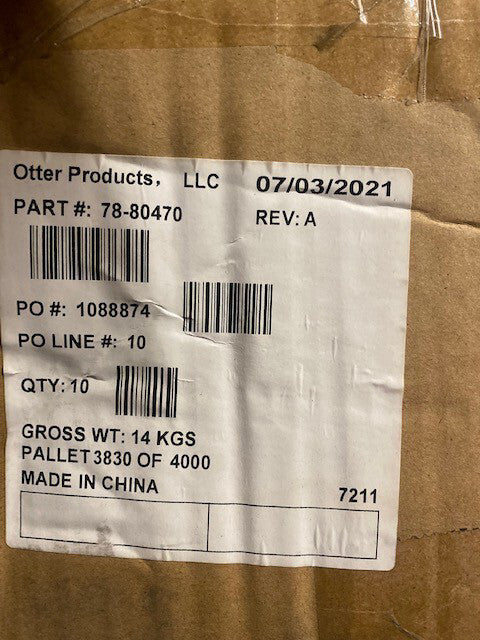 Otter Products, LLC 07/03/2021
PART #: 78-80470 REV: A
PO #: 1088874
PO LINE #: 10
QTY: 10
GROSS WT: 14 KGS
PALLET 3830 OF 4000
MADE IN CHINA 7211